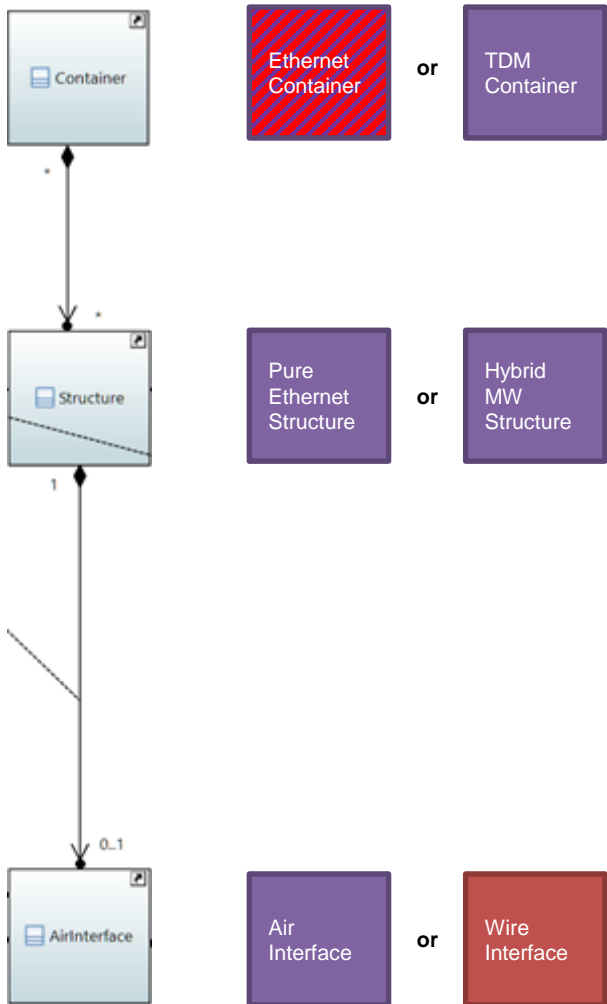 Container
Ethernet
Container
or
TDM
Container
*
*
Structure
Pure
Ethernet
Structure
or
Hybrid
MW
Structure
1
0..1
AirInterface
Air
Interface
or
Wire
Interface